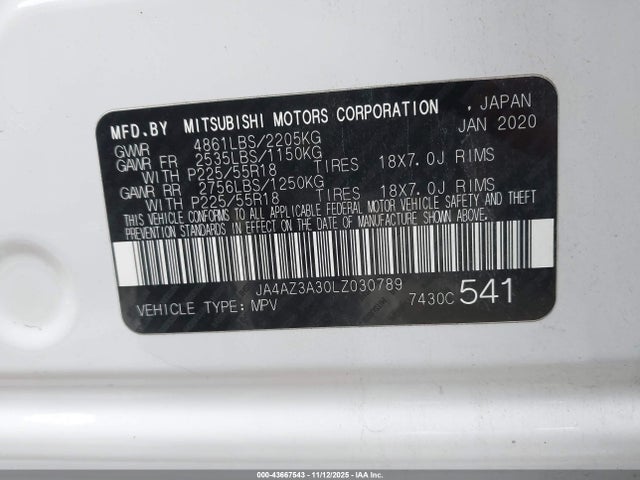 MFD.BY MITSUBISHI MOTORS CORPORATION , JAPAN
GVWR 4861LBS/2205KG JAN 2020
GAWR FR 2535LBS/1150KG
WITH P225/55R18 TIRES 18X7.0J RIMS
GAWR RR 2756LBS/1250KG
WITH P225/55R18 TIRES 18X7.0J RIMS
THIS VEHICLE CONFORMS TO ALL APPLICABLE FEDERAL MOTOR VEHICLE SAFETY AND THEFT
PREVENTION STANDARDS IN EFFECT ON THE DATE OF MANUFACTURE SHOWN ABOVE.
JA4AZ3A30LZ030789
VEHICLE TYPE: MPV 7430C 541
000-43667543 - 11/12/2025 - IAAI.COM